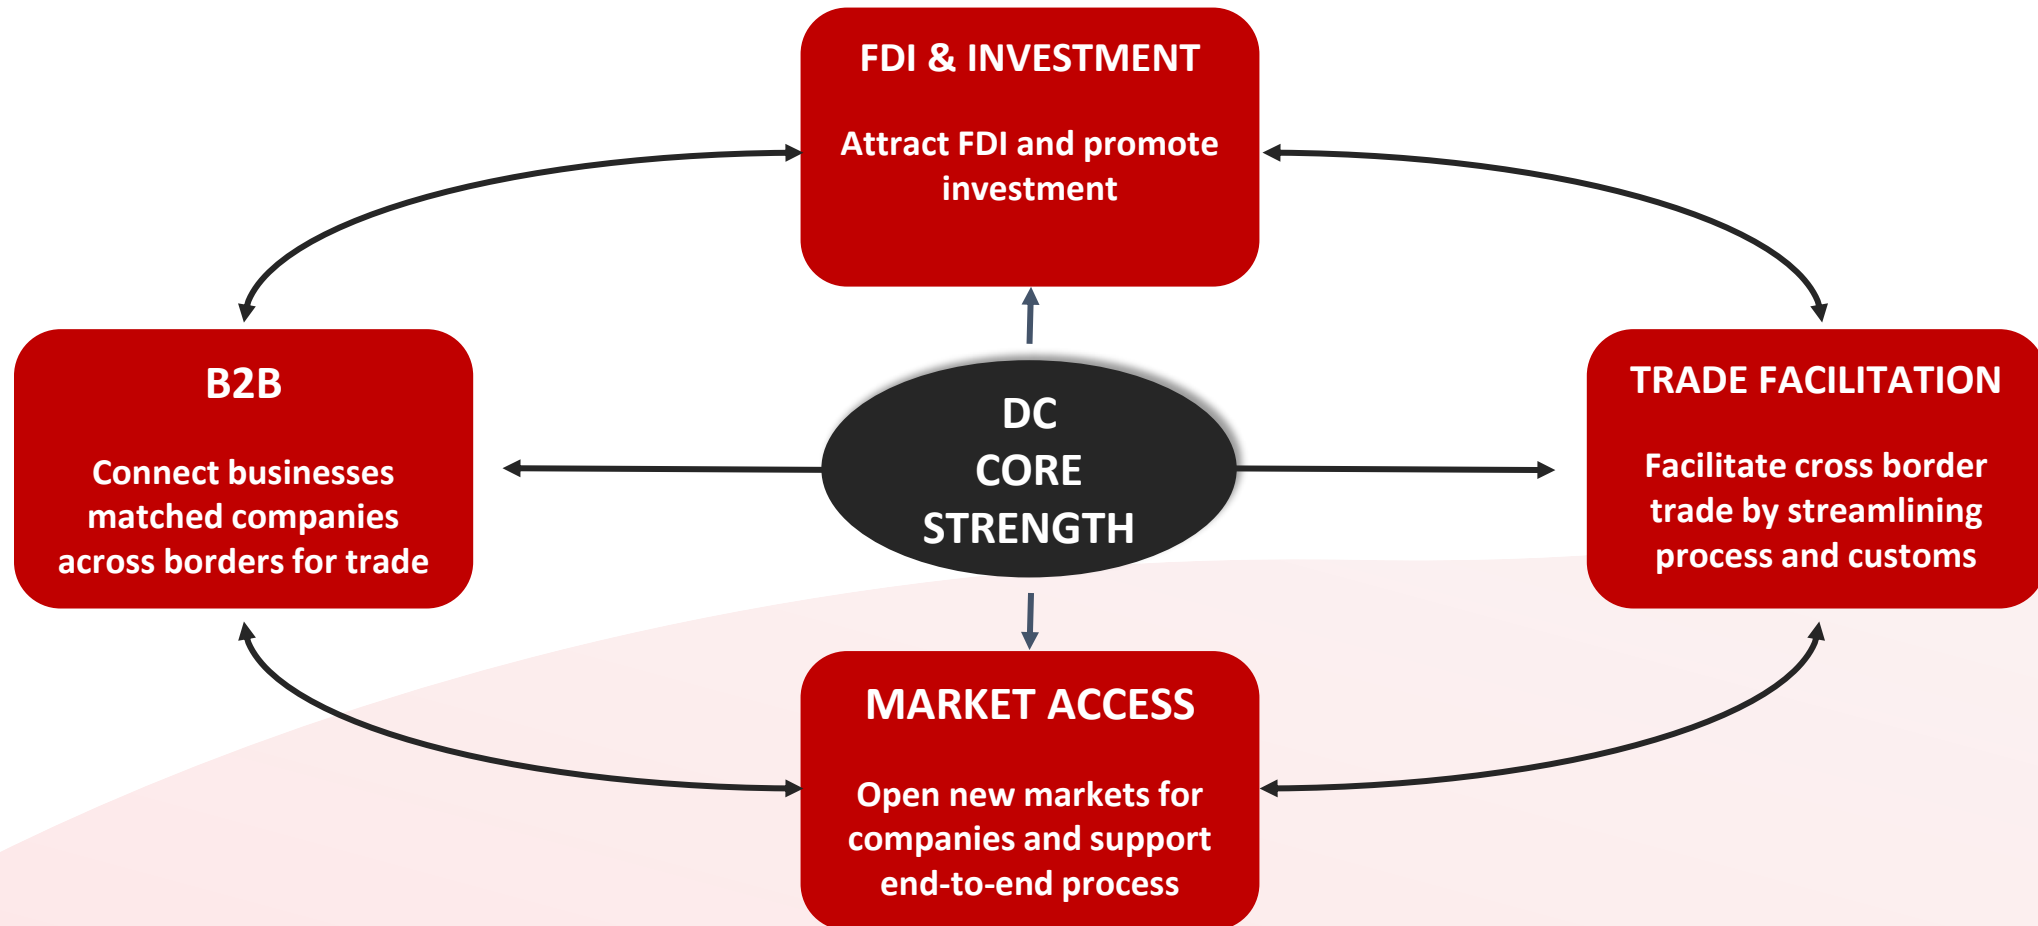 FDI & INVESTMENT
Attract FDI and promote
investment
B2B
Connect businesses
matched companies
across borders for trade
DC
CORE
STRENGTH
TRADE FACILITATION
Facilitate cross border
trade by streamlining
process and customs
MARKET ACCESS
Open new markets for
companies and support
end-to-end process